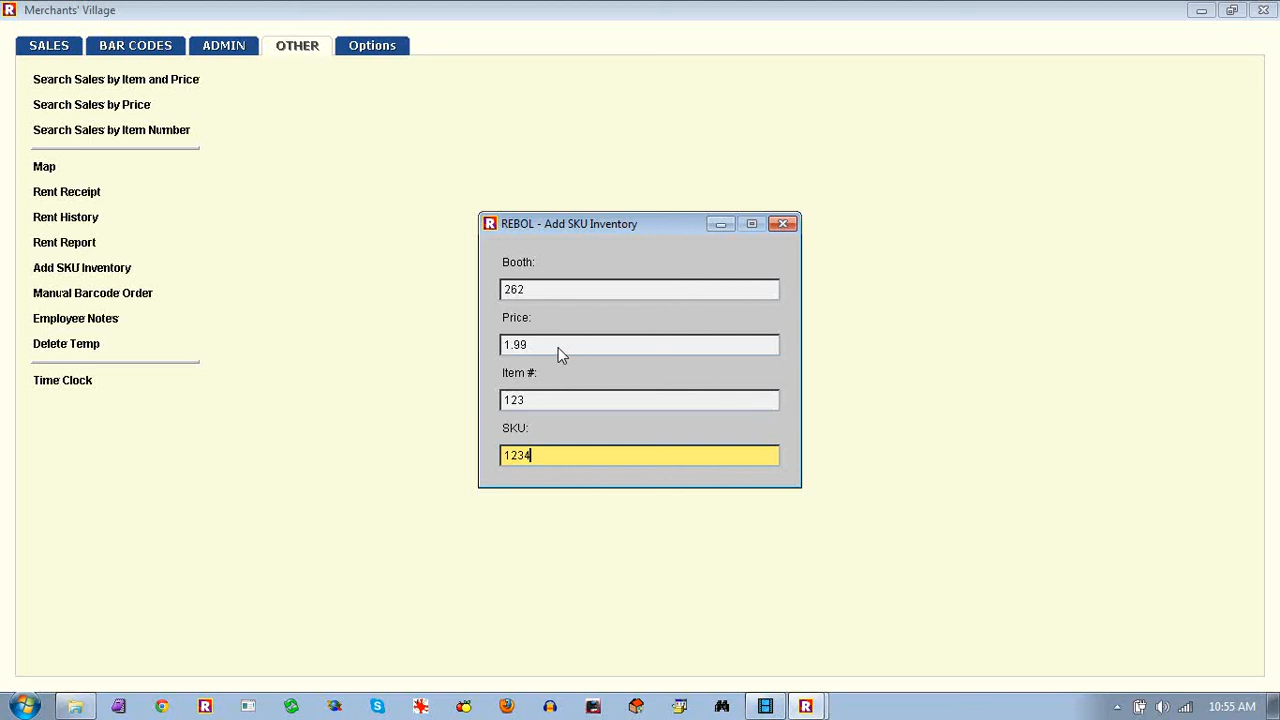 Merchants' Village
SALES
BAR CODES
ADMIN
OTHER
Options
Search Sales by Item and Price
Search Sales by Price
Search Sales by Item Number
Map
Rent Receipt
Rent History
Rent Report
Add SKU Inventory
Manual Barcode Order
Employee Notes
Delete Temp
Time Clock
REBOL - Add SKU Inventory
Booth:
262
Price:
1.99
Item #:
123
SKU:
1234
10:55 AM